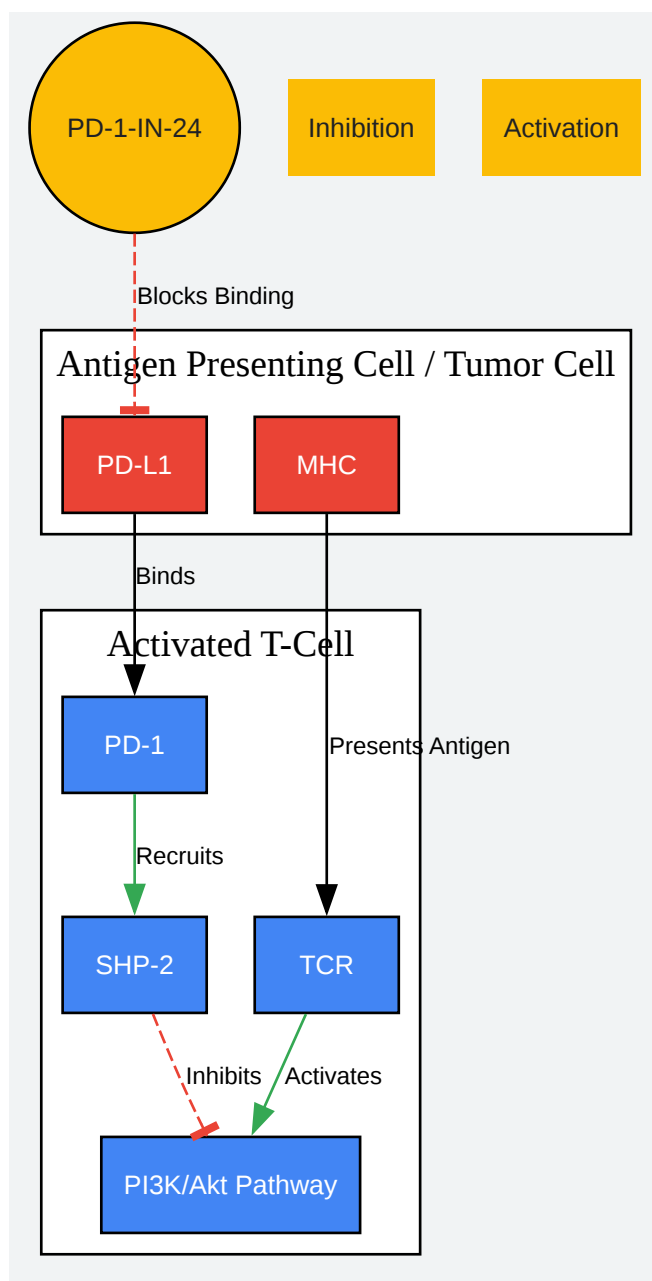 PD-1-IN-24
Inhibition
Activation
Blocks Binding
Antigen Presenting Cell / Tumor Cell
PD-L1
MHC
Binds
Activated T-Cell
PD-1
Presents Antigen
Recruits
SHP-2
TCR
Inhibits
Activates
PI3K/Akt Pathway